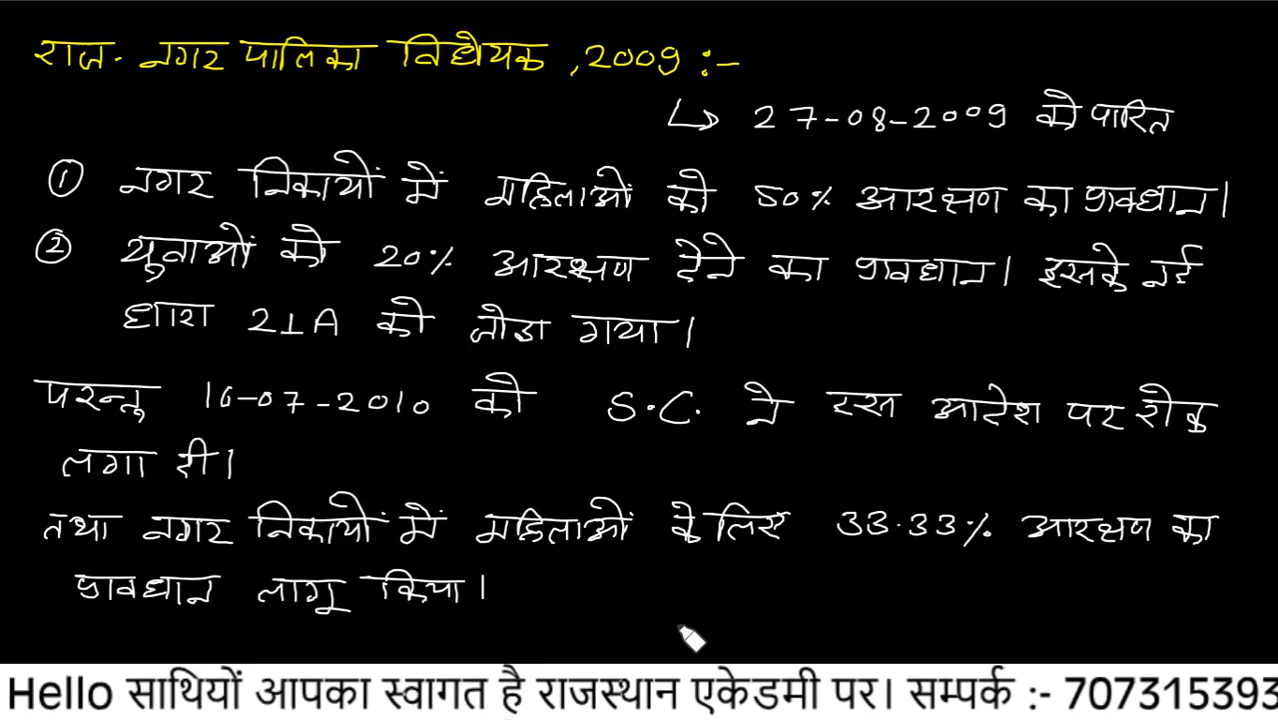 राज. नगर पालिका विधेयक, 2009 :-
↳ 27-08-2009 को पारित
① नगर निकायों में महिलाओं को 50% आरक्षण का प्रावधान।
② युवाओं को 20% आरक्षण देने का प्रावधान। इसके नई
धारा 21A को जोडा गया।
परन्तु 16-07-2010 को S.C. ने इस आदेश पर रोक
लगा दी।
तथा नगर निकायों में महिलाओं के लिए 33.33% आरक्षण का
प्रावधान लागू किया।
Hello साथियों आपका स्वागत है राजस्थान एकेडमी पर। सम्पर्क :- 707315393